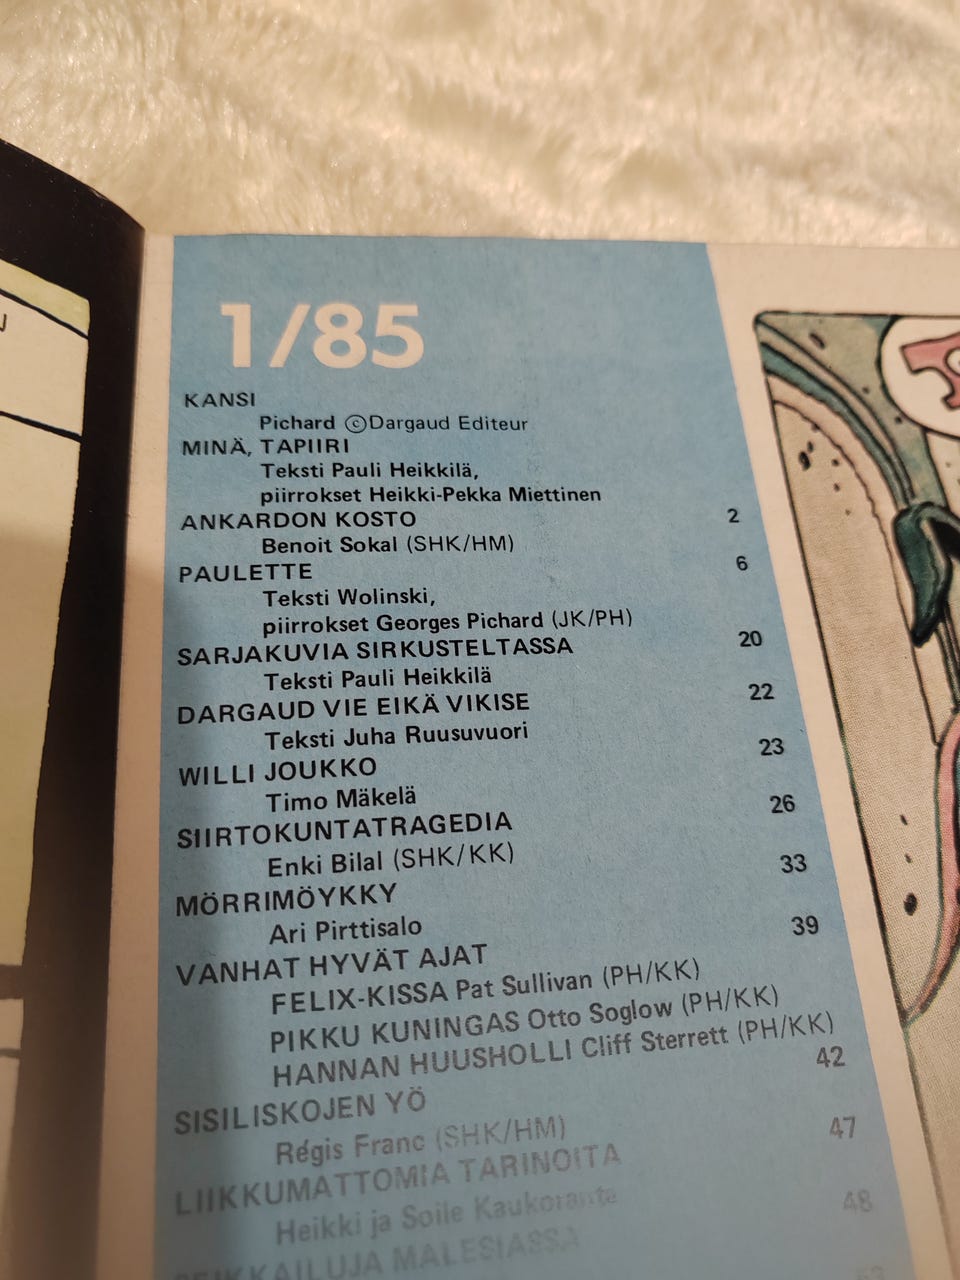 1/85
KANSI
Pichard ©Dargaud Editeur
MINÄ, TAPIIRI
Teksti Pauli Heikkilä,
piirrokset Heikki-Pekka Miettinen
ANKARDON KOSTO 2
Benoit Sokal (SHK/HM)
PAULETTE 6
Teksti Wolinski,
piirrokset Georges Pichard (JK/PH)
SARJAKUVIA SIRKUSTELTASSA 20
Teksti Pauli Heikkilä
DARGAUD VIE EIKÄ VIKISE 22
Teksti Juha Ruusuvuori
WILLI JOUKKO 23
Timo Mäkelä
SIIRTOKUNTATRAGEDIA 26
Enki Bilal (SHK/KK)
MÖRRIMÖYKKY 33
Ari Pirttisalo
VANHAT HYVÄT AJAT 39
FELIX-KISSA Pat Sullivan (PH/KK)
PIKKU KUNINGAS Otto Soglow (PH/KK)
HANNAN HUUSHOLLI Cliff Sterrett (PH/KK)
SISILISKOJEN YÖ 42
Régis Franc (SHK/HM)
LIIKKUMATTOMIA TARINOITA 47
Heikki ja Soile Kaukoranta
MALESIASSA 48